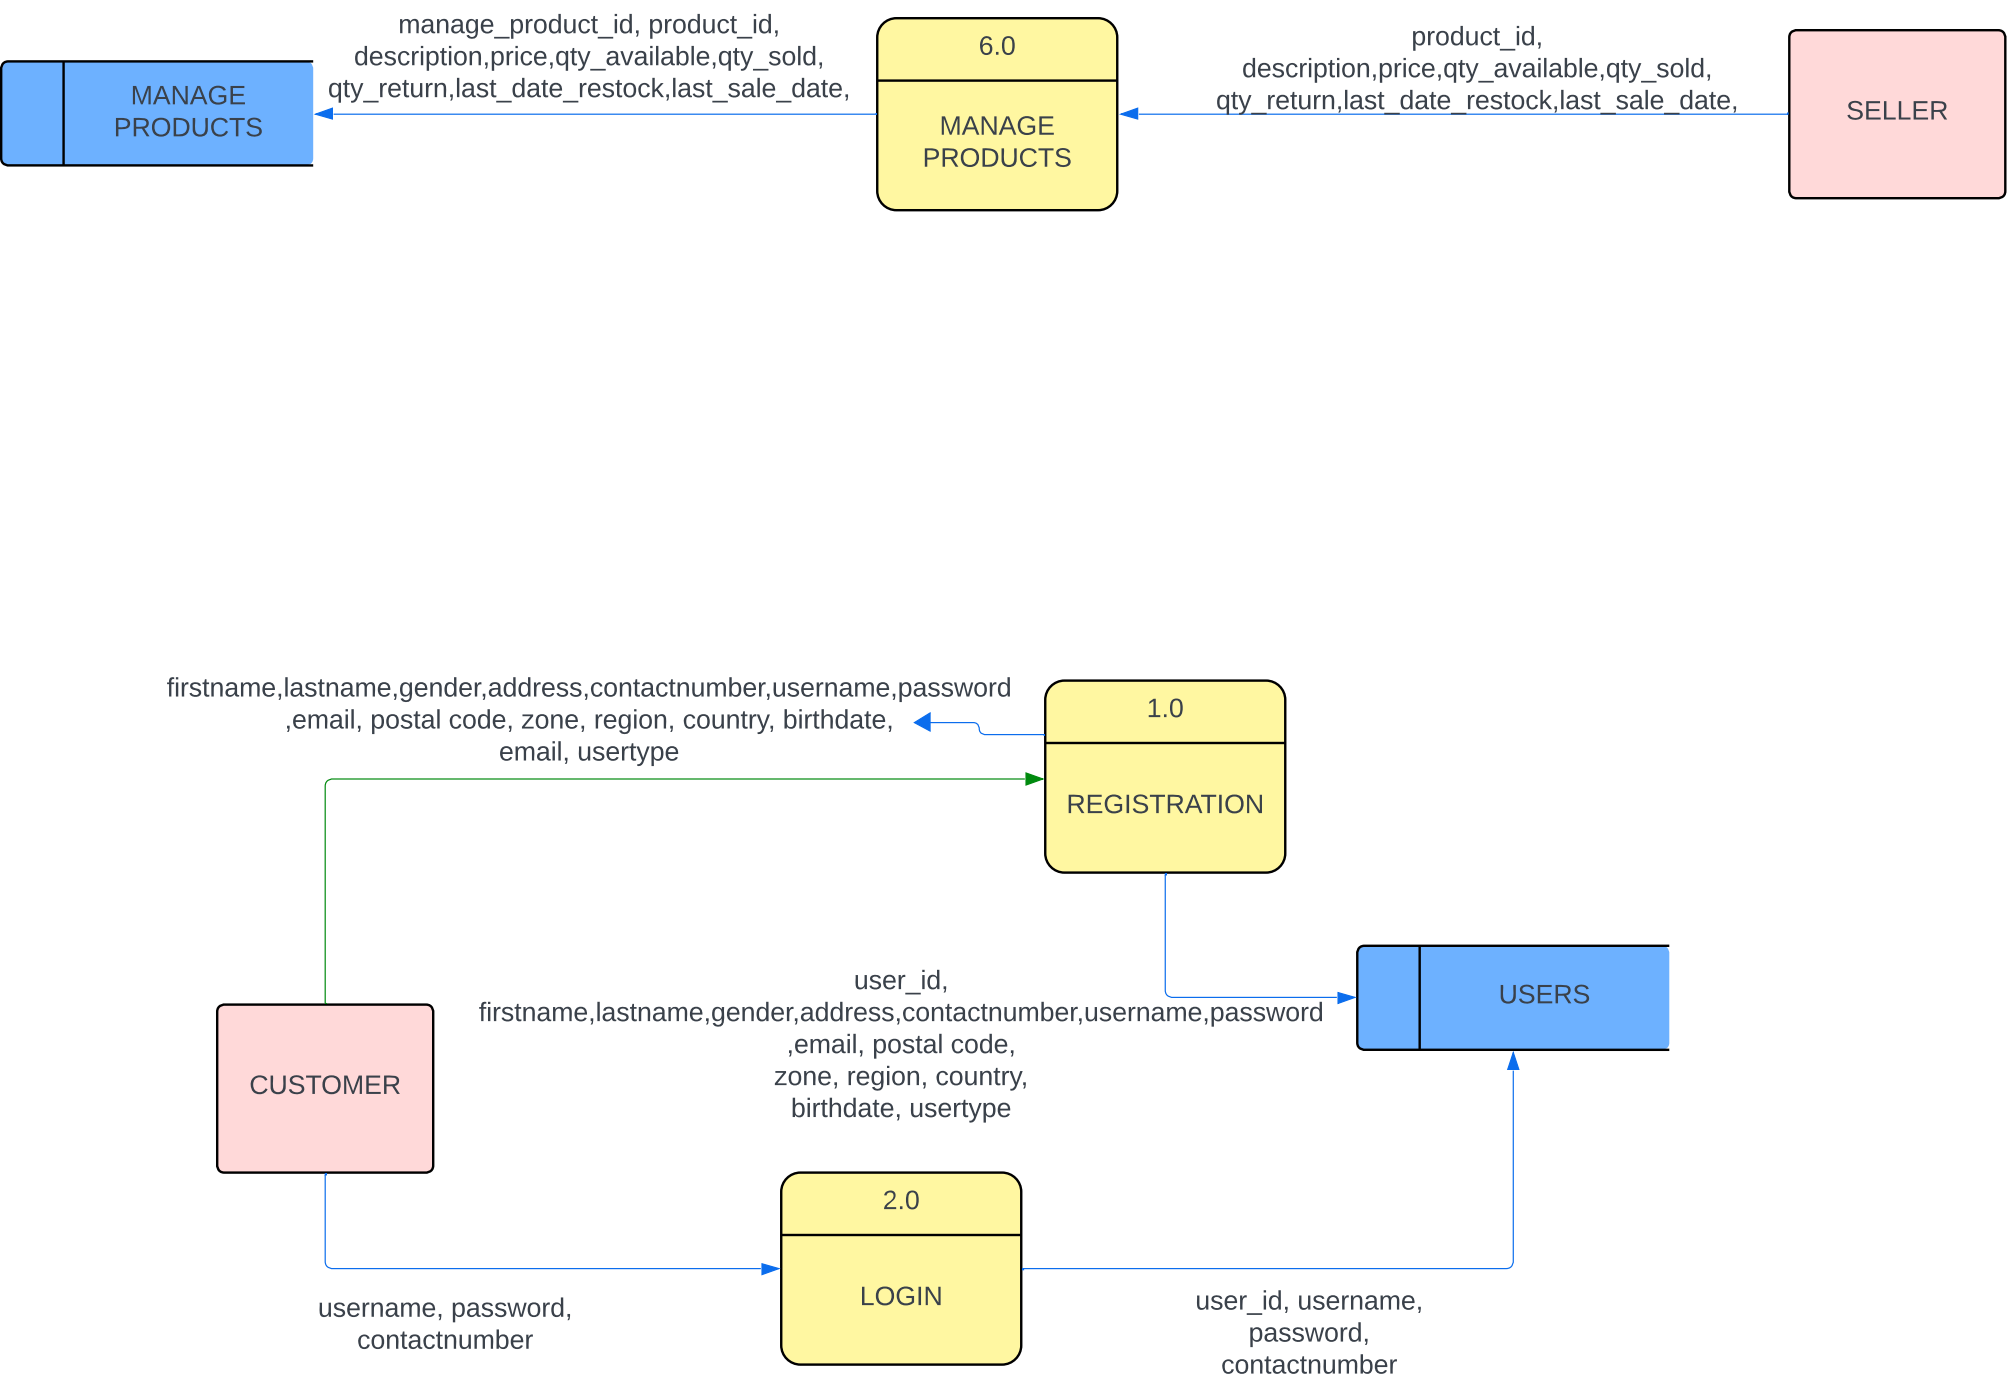 manage_product_id, product_id,
description,price,qty_available,qty_sold,
qty_return,last_date_restock,last_sale_date,
MANAGE
PRODUCTS
6.0
MANAGE
PRODUCTS
product_id,
description,price,qty_available,qty_sold,
qty_return,last_date_restock,last_sale_date,
SELLER
firstname,lastname,gender,address,contactnumber,username,password
,email, postal code, zone, region, country, birthdate,
email, usertype
1.0
REGISTRATION
user_id,
firstname,lastname,gender,address,contactnumber,username,password
,email, postal code,
zone, region, country,
birthdate, usertype
USERS
CUSTOMER
2.0
LOGIN
username, password,
contactnumber
user_id, username,
password,
contactnumber